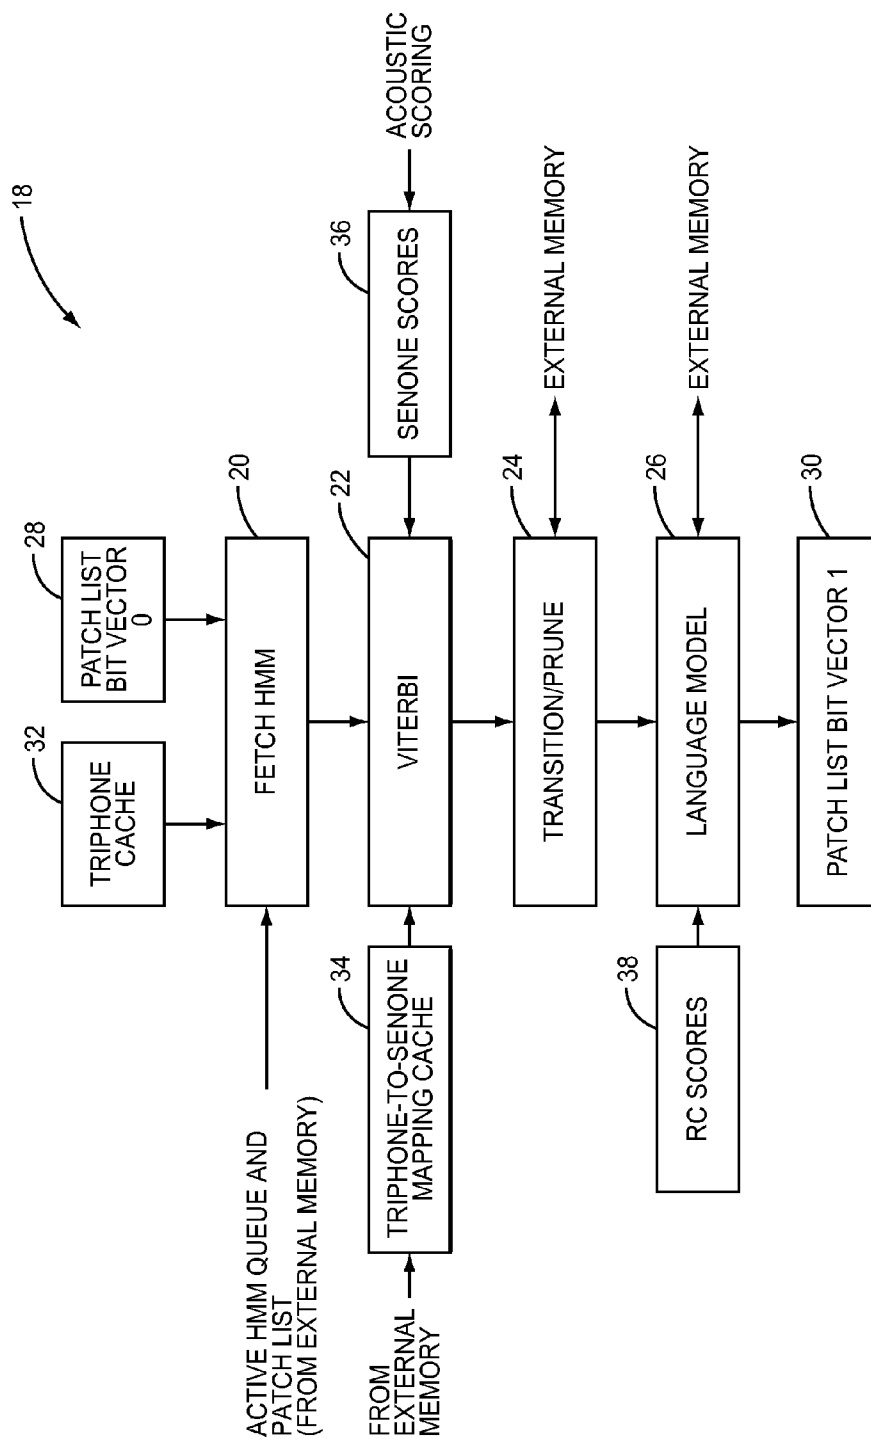 18
TRIPHONE
CACHE
32
PATCH LIST
BIT VECTOR
0
28
ACTIVE HMM QUEUE AND
PATCH LIST
(FROM EXTERNAL MEMORY)
FETCH HMM
20
FROM
EXTERNAL
MEMORY
TRIPHONE-TO-SENONE
MAPPING CACHE
34
VITERBI
22
SENONE SCORES
36
ACOUSTIC
SCORING
TRANSITION/PRUNE
24
EXTERNAL MEMORY
RC SCORES
38
LANGUAGE MODEL
26
EXTERNAL MEMORY
PATCH LIST BIT VECTOR 1
30